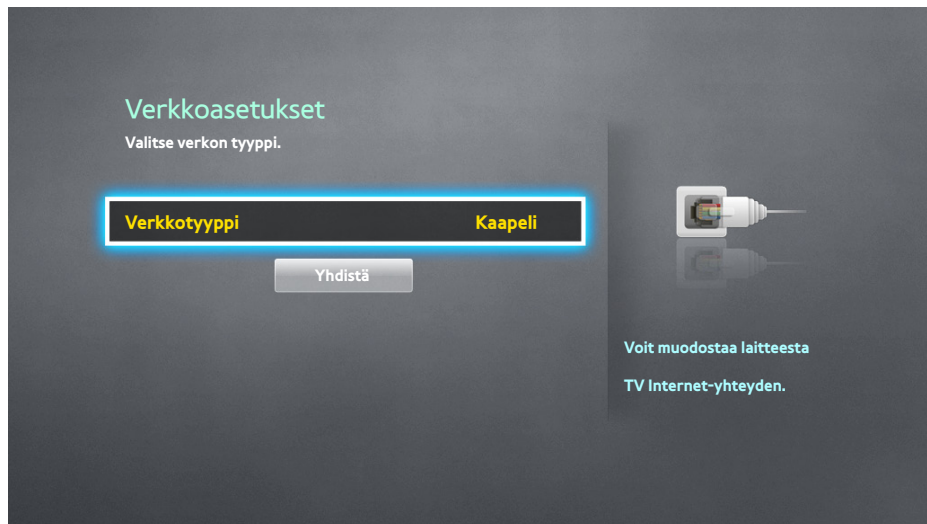 Verkkoasetukset
Valitse verkon tyyppi.
Verkkotyyppi Kaapeli
Yhdistä
Voit muodostaa laitteesta
TV Internet-yhteyden.